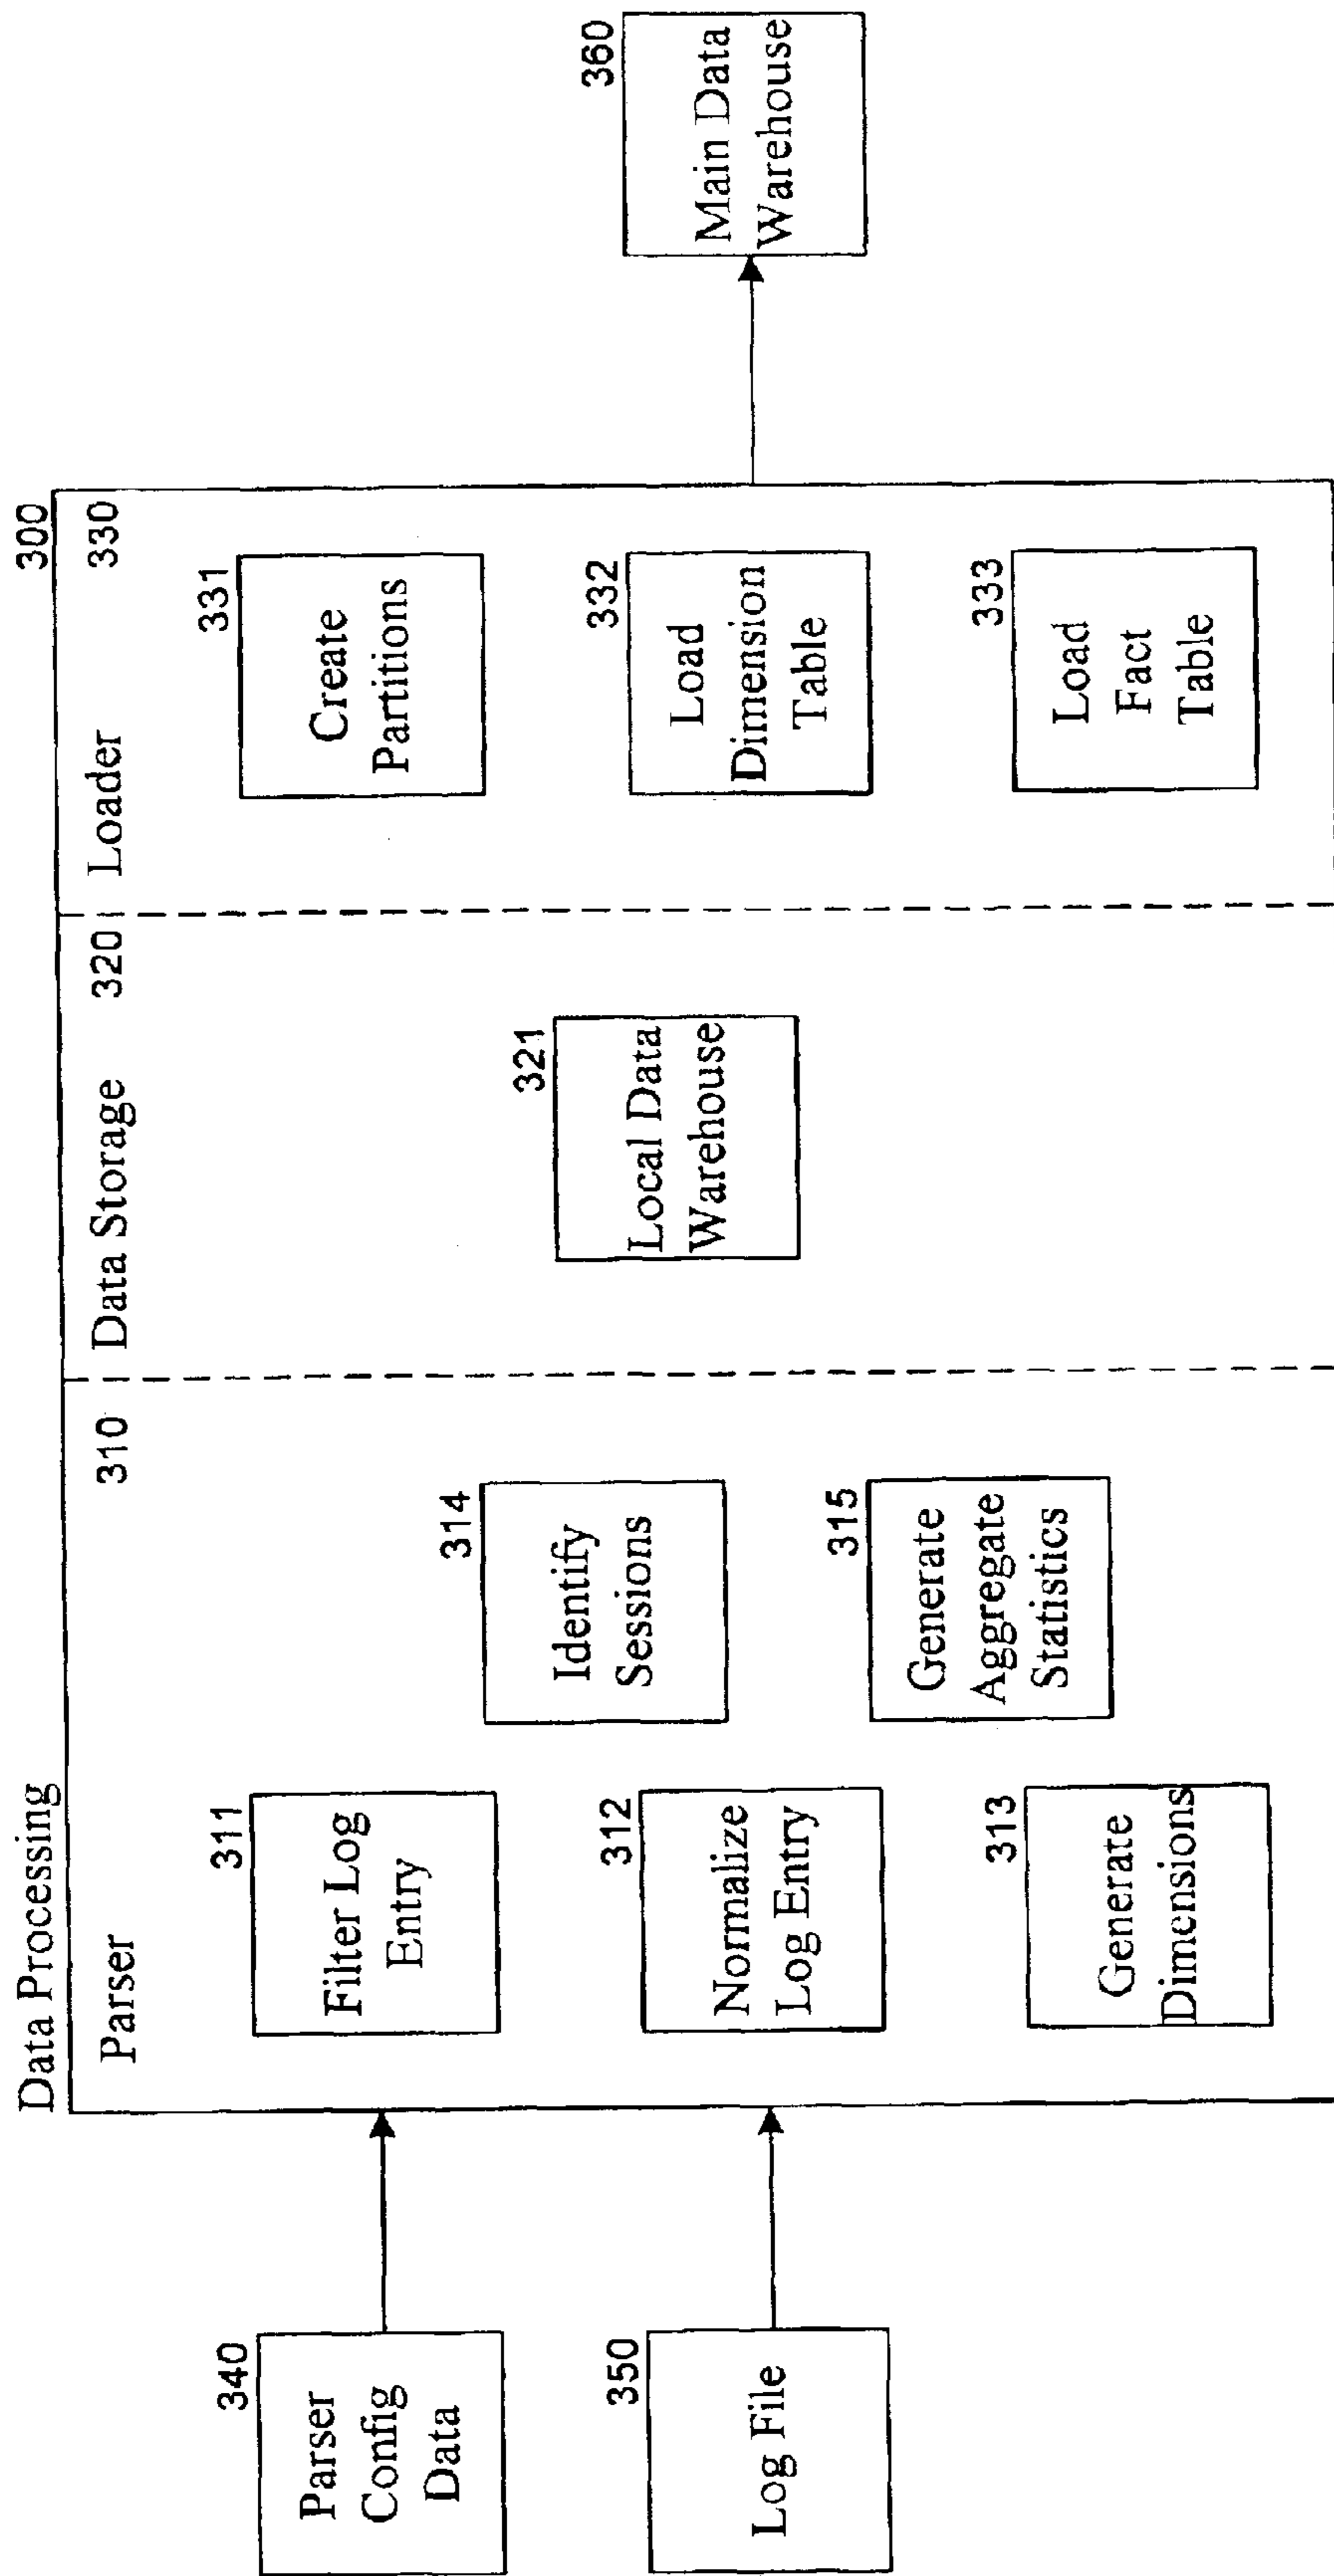 Data Processing
300
Parser
310
Data Storage
320
Loader
330
340
Parser
Config
Data
350
Log File
311
Filter Log
Entry
312
Normalize
Log Entry
313
Generate
Dimensions
314
Identify
Sessions
315
Generate
Aggregate
Statistics
321
Local Data
Warehouse
331
Create
Partitions
332
Load
Dimension
Table
333
Load
Fact
Table
360
Main Data
Warehouse